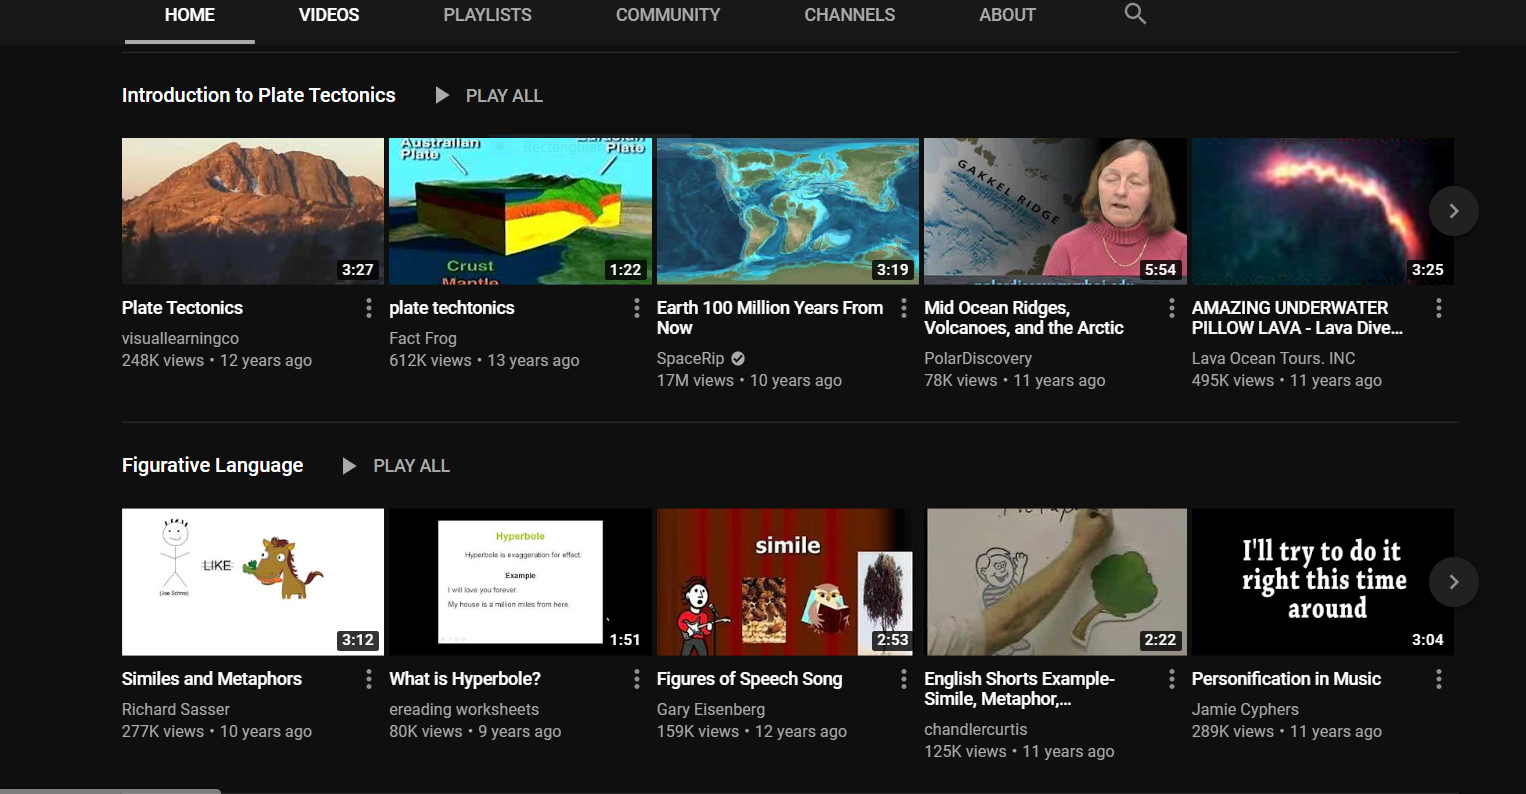 HOME VIDEOS PLAYLISTS COMMUNITY CHANNELS ABOUT
Introduction to Plate Tectonics PLAY ALL
3:27
Plate Tectonics
visuallearningco
248K views • 12 years ago
Australian
Plate
Eurasian
Plate
Rectangular
Crust
Mantle
1:22
plate techtonics
Fact Frog
612K views • 13 years ago
3:19
Earth 100 Million Years From
Now
SpaceRip
17M views • 10 years ago
GAKKEL RIDGE
5:54
Mid Ocean Ridges,
Volcanoes, and the Arctic
PolarDiscovery
78K views • 11 years ago
3:25
AMAZING UNDERWATER
PILLOW LAVA - Lava Dive...
Lava Ocean Tours. INC
495K views • 11 years ago
Figurative Language PLAY ALL
LIKE
(Joe Schmo)
3:12
Similes and Metaphors
Richard Sasser
277K views • 10 years ago
Hyperbole
Hyperbole is exaggeration for effect.
Example
I will love you forever.
My house is a million miles from here.
1:51
What is Hyperbole?
ereading worksheets
80K views • 9 years ago
simile
2:53
Figures of Speech Song
Gary Eisenberg
159K views • 12 years ago
2:22
English Shorts Example-
Simile, Metaphor,...
chandlercurtis
125K views • 11 years ago
I'll try to do it
right this time
around
3:04
Personification in Music
Jamie Cyphers
289K views • 11 years ago